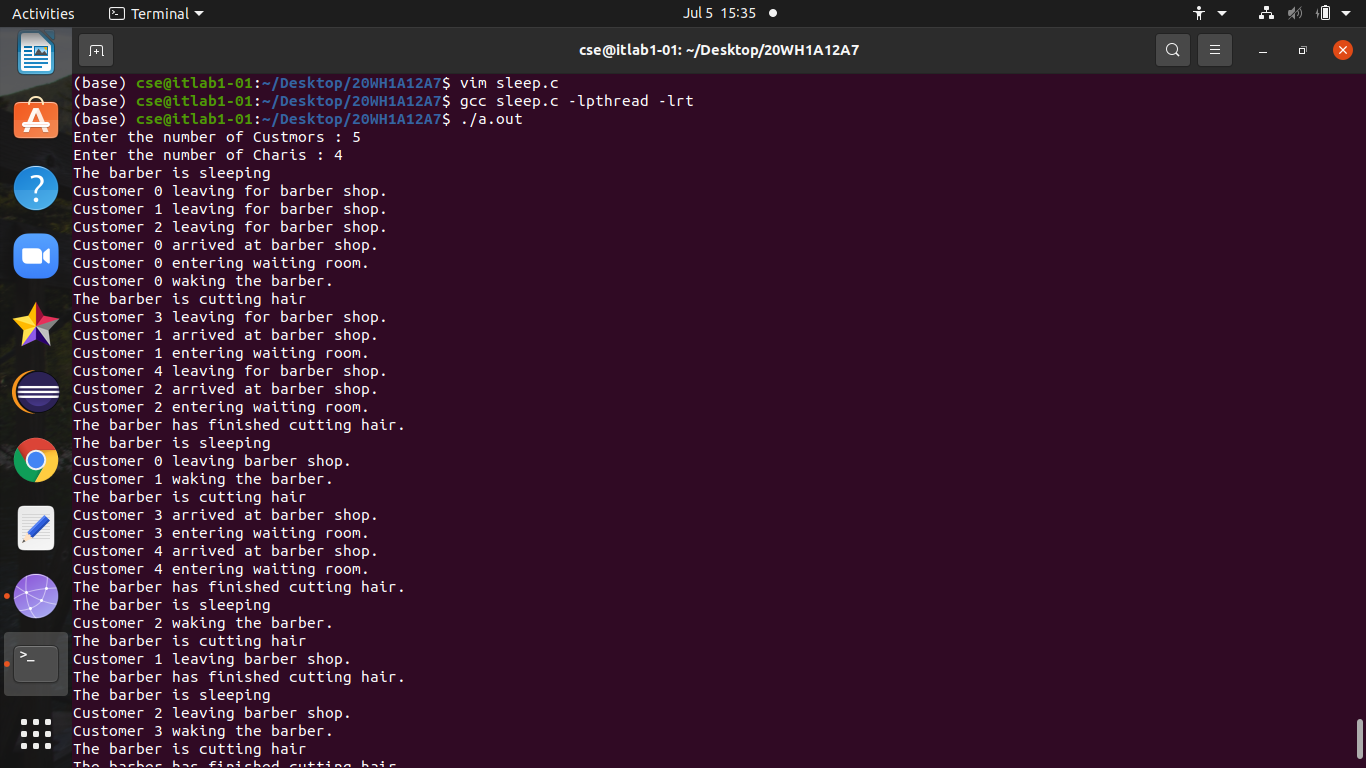 Activities Terminal Jul 5 15:35
cse@itlab1-01: ~/Desktop/20WH1A12A7
(base) cse@itlab1-01:~/Desktop/20WH1A12A7$ vim sleep.c
(base) cse@itlab1-01:~/Desktop/20WH1A12A7$ gcc sleep.c -lpthread -lrt
(base) cse@itlab1-01:~/Desktop/20WH1A12A7$ ./a.out
Enter the number of Custmors : 5
Enter the number of Charis : 4
The barber is sleeping
Customer 0 leaving for barber shop.
Customer 1 leaving for barber shop.
Customer 2 leaving for barber shop.
Customer 0 arrived at barber shop.
Customer 0 entering waiting room.
Customer 0 waking the barber.
The barber is cutting hair
Customer 3 leaving for barber shop.
Customer 1 arrived at barber shop.
Customer 1 entering waiting room.
Customer 4 leaving for barber shop.
Customer 2 arrived at barber shop.
Customer 2 entering waiting room.
The barber has finished cutting hair.
The barber is sleeping
Customer 0 leaving barber shop.
Customer 1 waking the barber.
The barber is cutting hair
Customer 3 arrived at barber shop.
Customer 3 entering waiting room.
Customer 4 arrived at barber shop.
Customer 4 entering waiting room.
The barber has finished cutting hair.
The barber is sleeping
Customer 2 waking the barber.
The barber is cutting hair
Customer 1 leaving barber shop.
The barber has finished cutting hair.
The barber is sleeping
Customer 2 leaving barber shop.
Customer 3 waking the barber.
The barber is cutting hair
The barber has finished cutting hair.